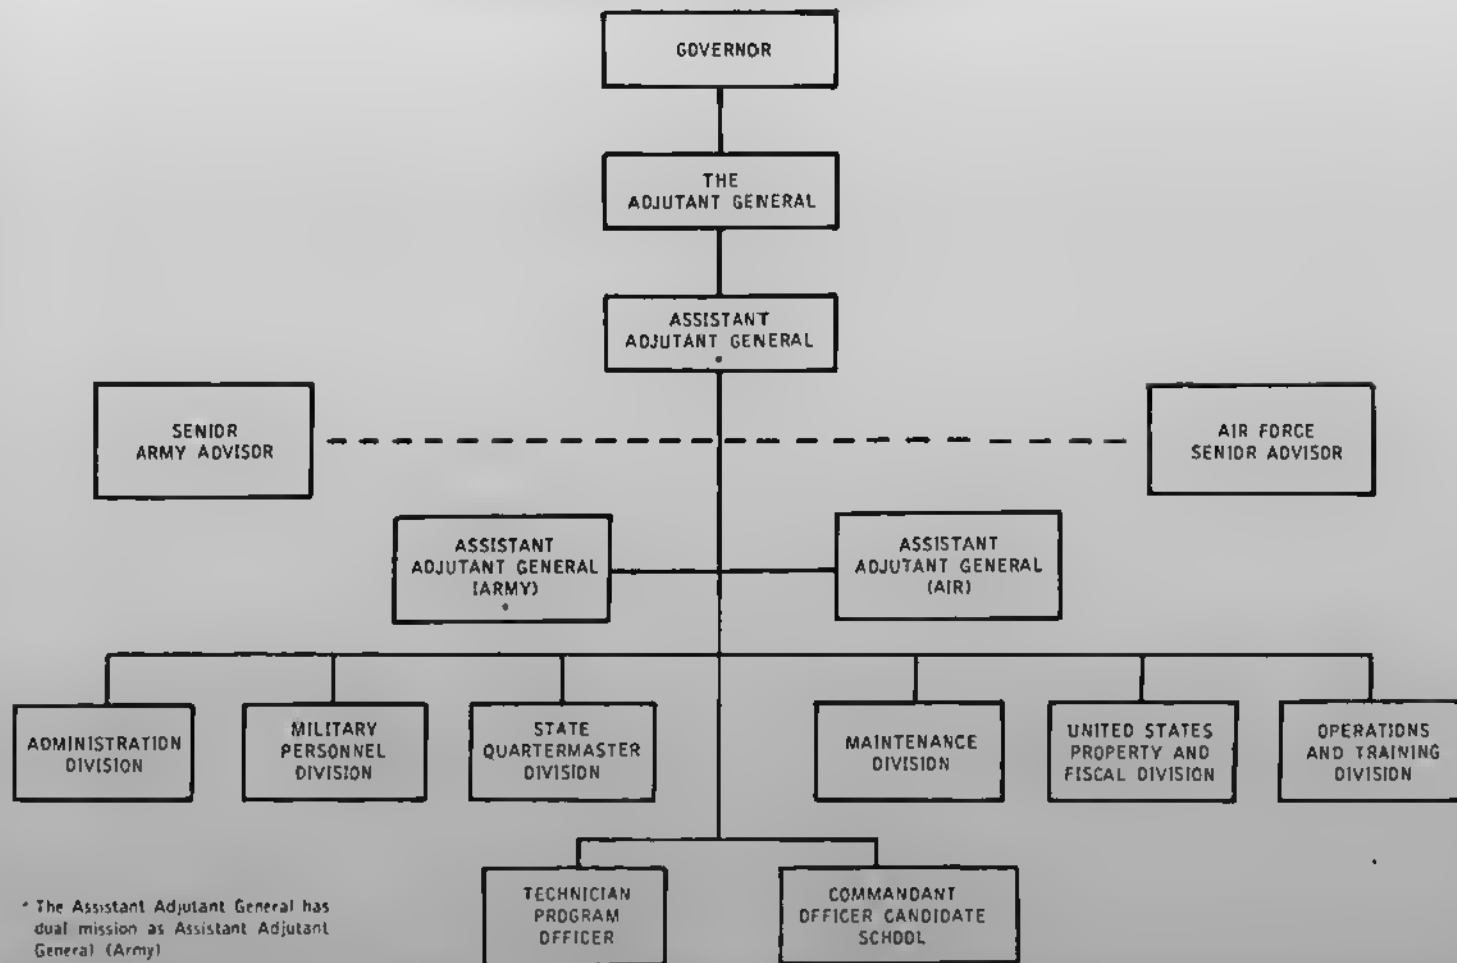 GOVERNOR
THE
ADJUTANT GENERAL
ASSISTANT
ADJUTANT GENERAL
*
SENIOR
ARMY ADVISOR
AIR FORCE
SENIOR ADVISOR
ASSISTANT
ADJUTANT GENERAL
(ARMY)
*
ASSISTANT
ADJUTANT GENERAL
(AIR)
ADMINISTRATION
DIVISION
MILITARY
PERSONNEL
DIVISION
STATE
QUARTERMASTER
DIVISION
MAINTENANCE
DIVISION
UNITED STATES
PROPERTY AND
FISCAL DIVISION
OPERATIONS
AND TRAINING
DIVISION
TECHNICIAN
PROGRAM
OFFICER
COMMANDANT
OFFICER CANDIDATE
SCHOOL
* The Assistant Adjutant General has
dual mission as Assistant Adjutant
General (Army)